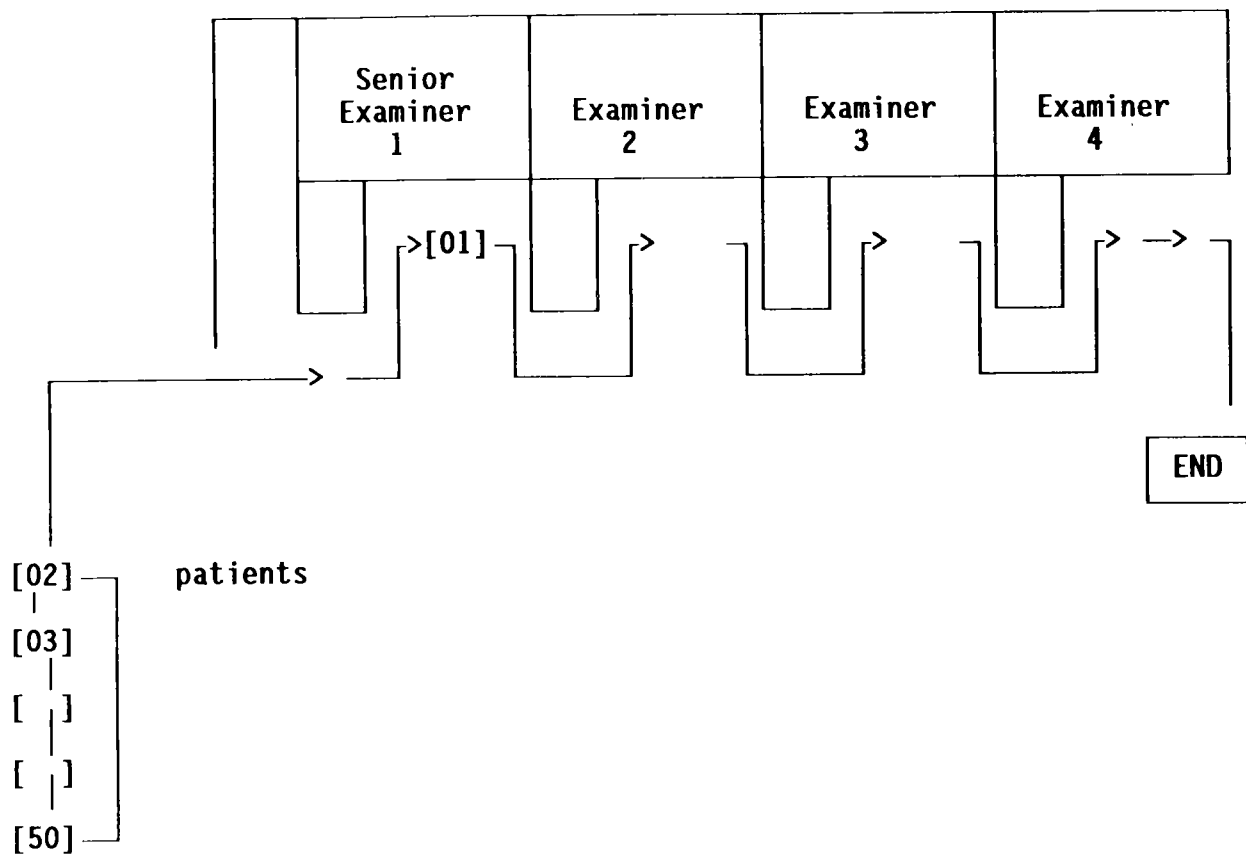 Senior
Examiner
1
Examiner
2
Examiner
3
Examiner
4
>[01]
>
>
> >
>
END
[02] patients
[03]
[ ]
[ ]
[50]